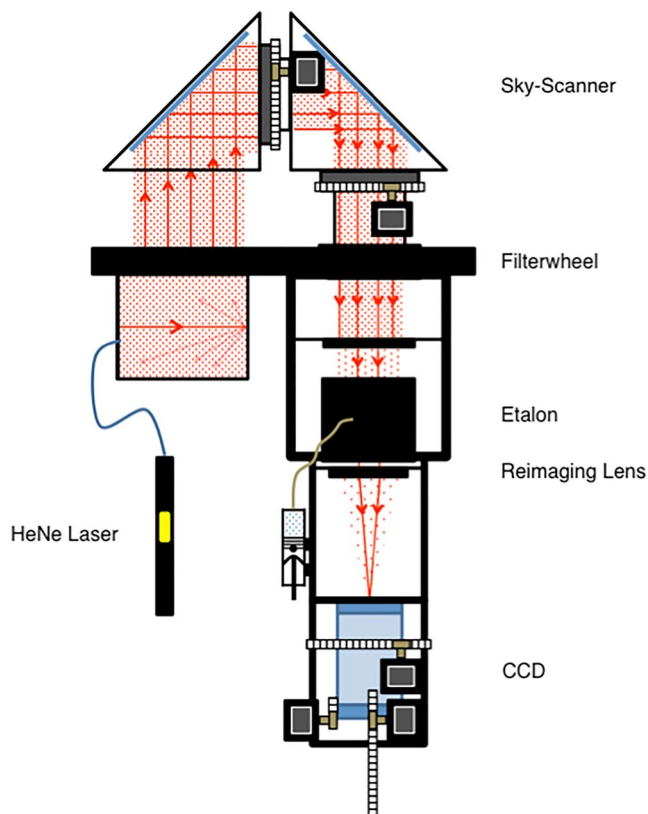 Sky-Scanner
Filterwheel
Etalon
Reimaging Lens
HeNe Laser
CCD